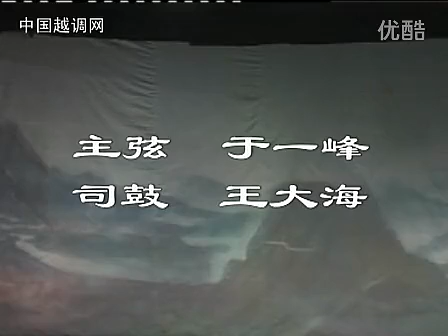 中国越调网
优酷
主弦 于一峰
司鼓 王大海